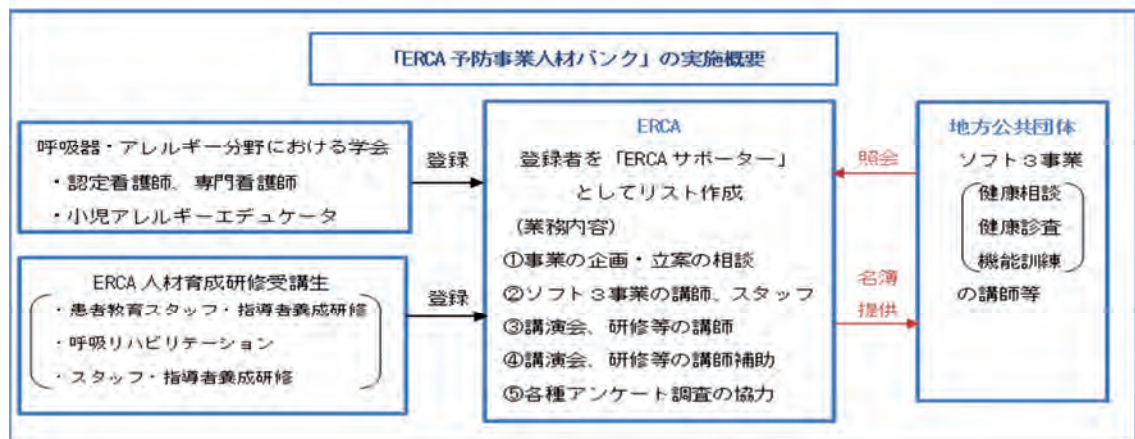 「ERCA 予防事業人材バンク」の実施概要
呼吸器・アレルギー分野における学会
・認定看護師、専門看護師
・小児アレルギーエデュケータ
登録
ERCA 人材育成研修受講生
・患者教育スタッフ・指導者養成研修
・呼吸リハビリテーション
・スタッフ・指導者養成研修
登録
ERCA
登録者を「ERCA サポーター」
としてリスト作成
(業務内容)
①事業の企画・立案の相談
②ソフト3事業の講師、スタッフ
③講演会、研修等の講師
④講演会、研修等の講師補助
⑤各種アンケート調査の協力
照会
名簿
提供
地方公共団体
ソフト3事業
健康相談
健康診査
機能訓練
の講師等